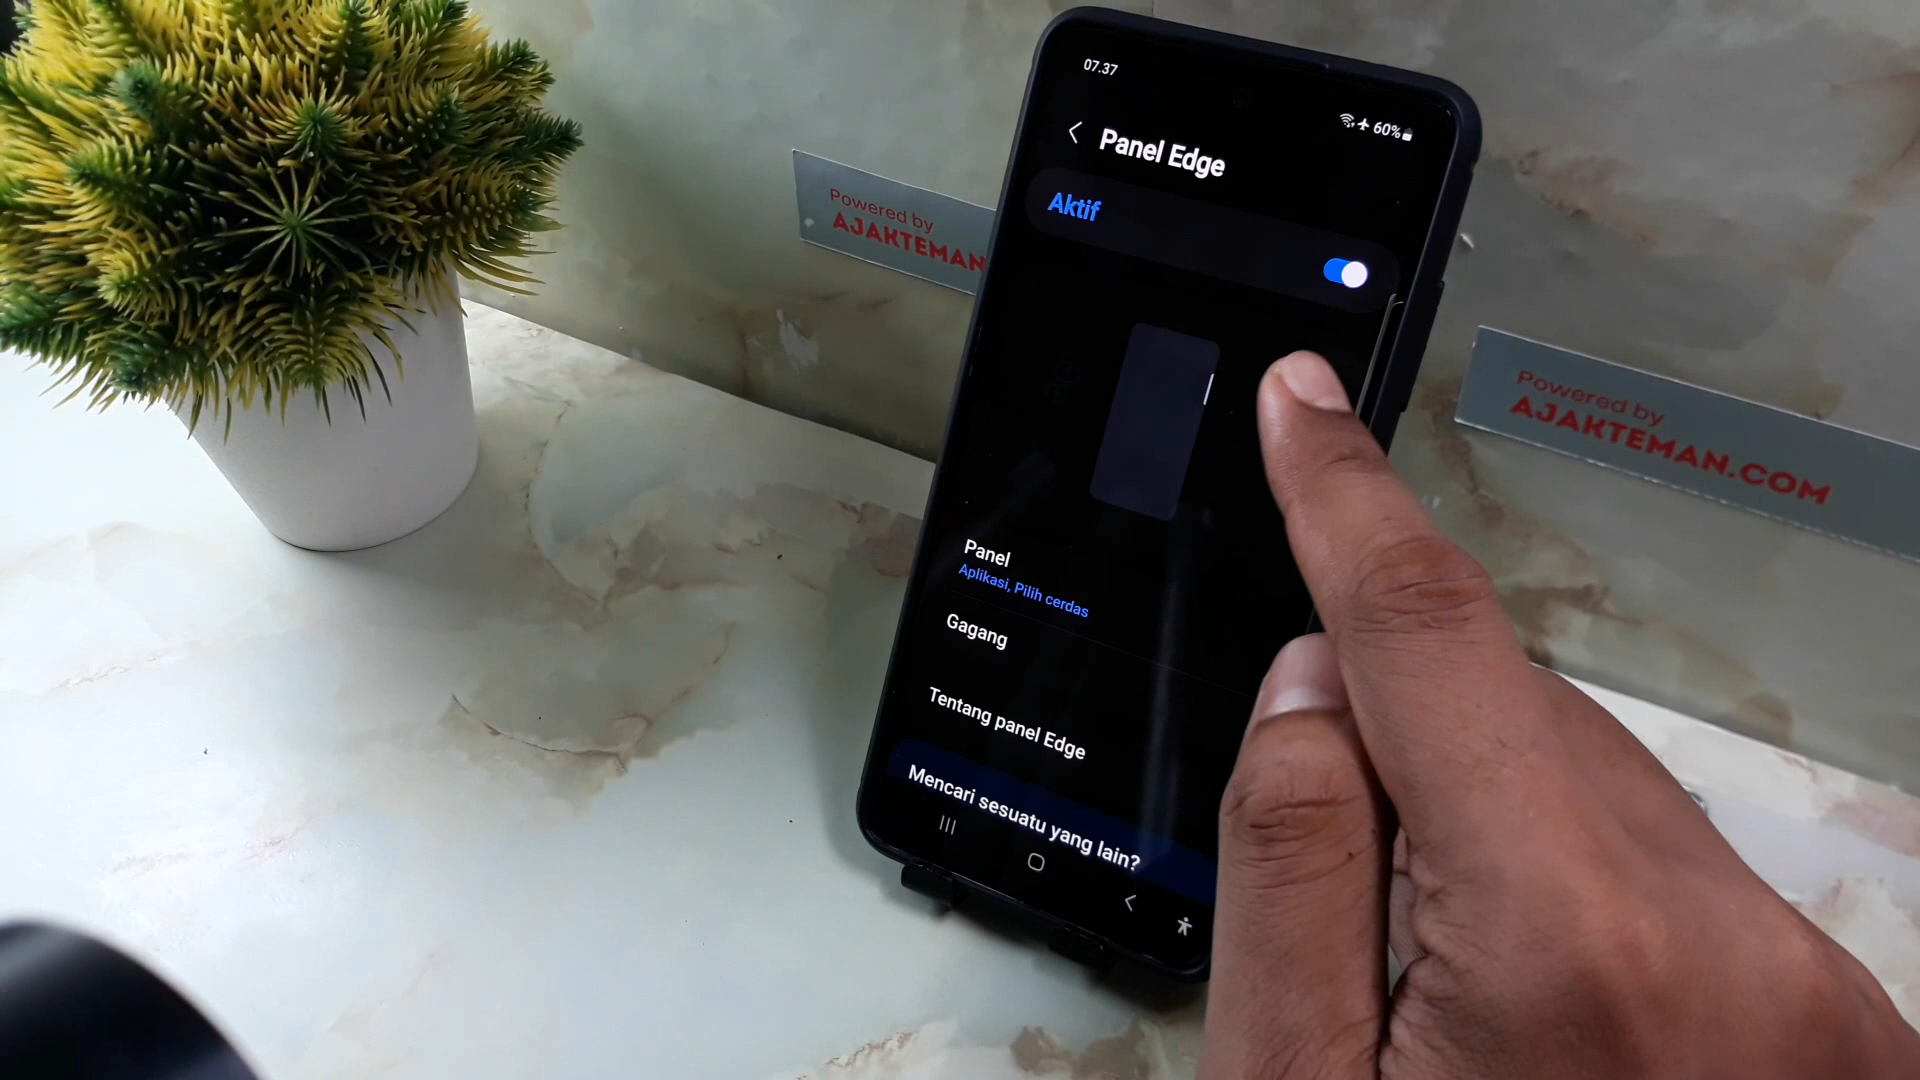 07.37
60%
Panel Edge
Aktif
Panel
Aplikasi, Pilih cerdas
Gagang
Tentang panel Edge
Mencari sesuatu yang lain?
Powered by
AJAKTEMAN
Powered by
AJAKTEMAN.COM